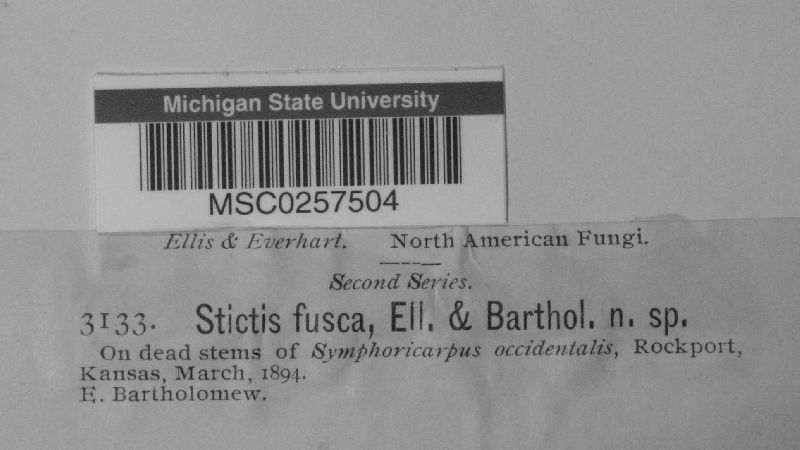 Michigan State University
MSC0257504
Ellis & Everhart. North American Fungi.
Second Series.
3133. Stictis fusca, Ell. & Barthol. n. sp.
On dead stems of Symphoricarpus occidentalis, Rockport,
Kansas, March, 1894.
E. Bartholomew.